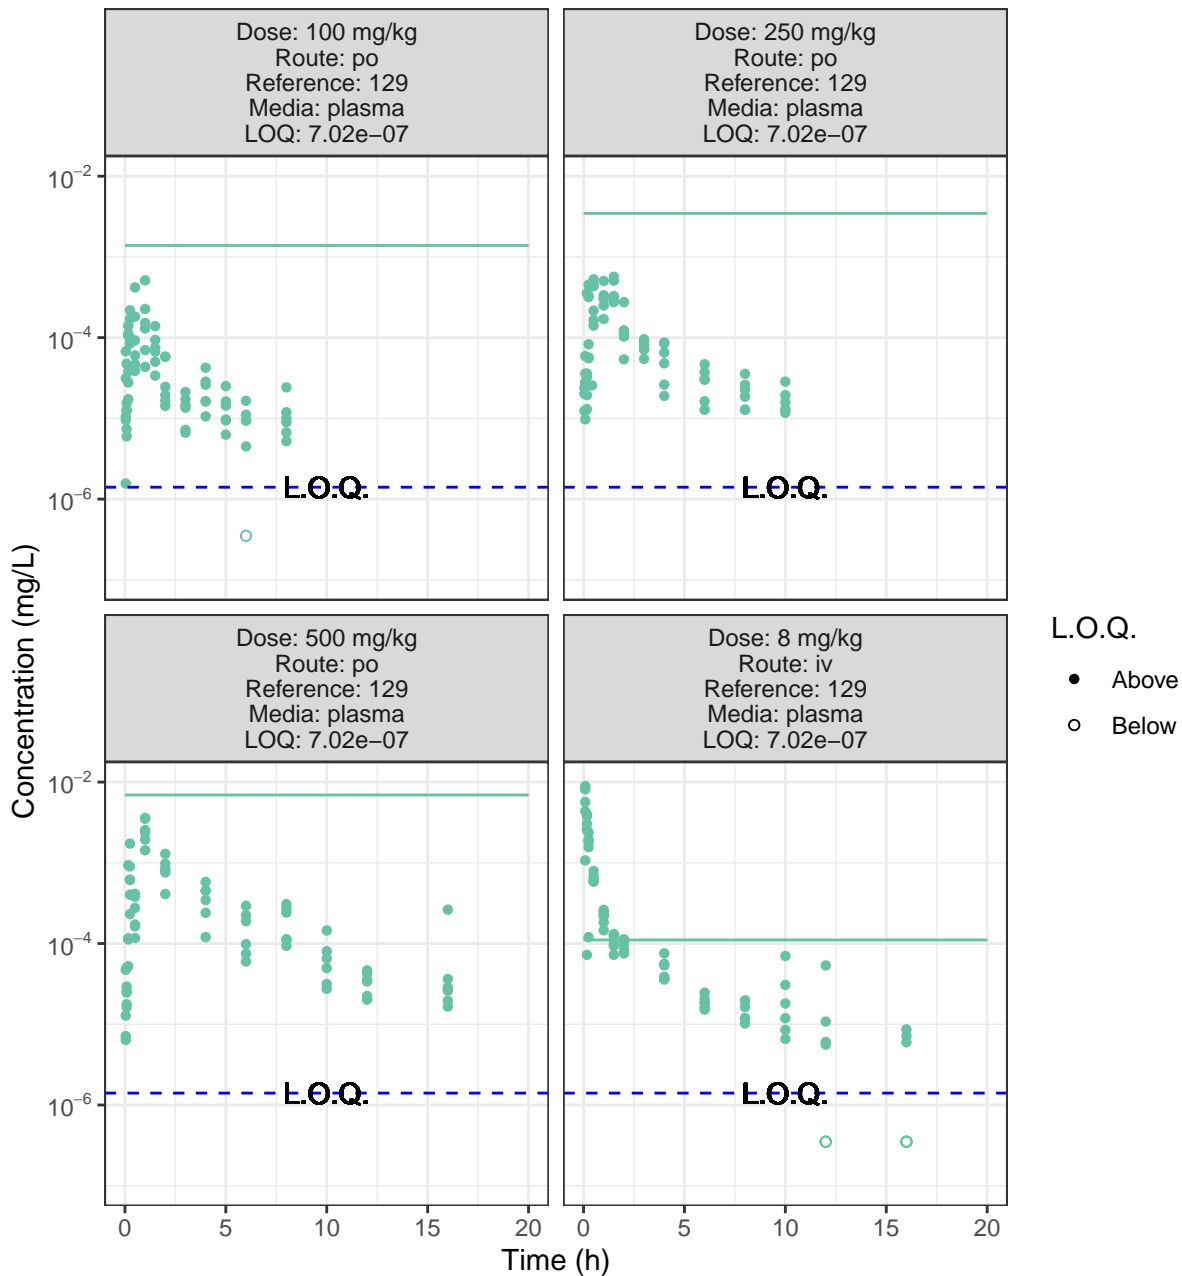 Dose: 100 mg/kg
Route: po
Reference: 129
Media: plasma
LOQ: 7.02e−07
Dose: 250 mg/kg
Route: po
Reference: 129
Media: plasma
LOQ: 7.02e−07
10−2
10−4
10−6
L.O.Q.
L.O.Q.
Dose: 500 mg/kg
Route: po
Reference: 129
Media: plasma
LOQ: 7.02e−07
Dose: 8 mg/kg
Route: iv
Reference: 129
Media: plasma
LOQ: 7.02e−07
10−2
10−4
10−6
L.O.Q.
L.O.Q.
0 5 10 15 20
0 5 10 15 20
Time (h)
Concentration (mg/L)
L.O.Q.
Above
Below